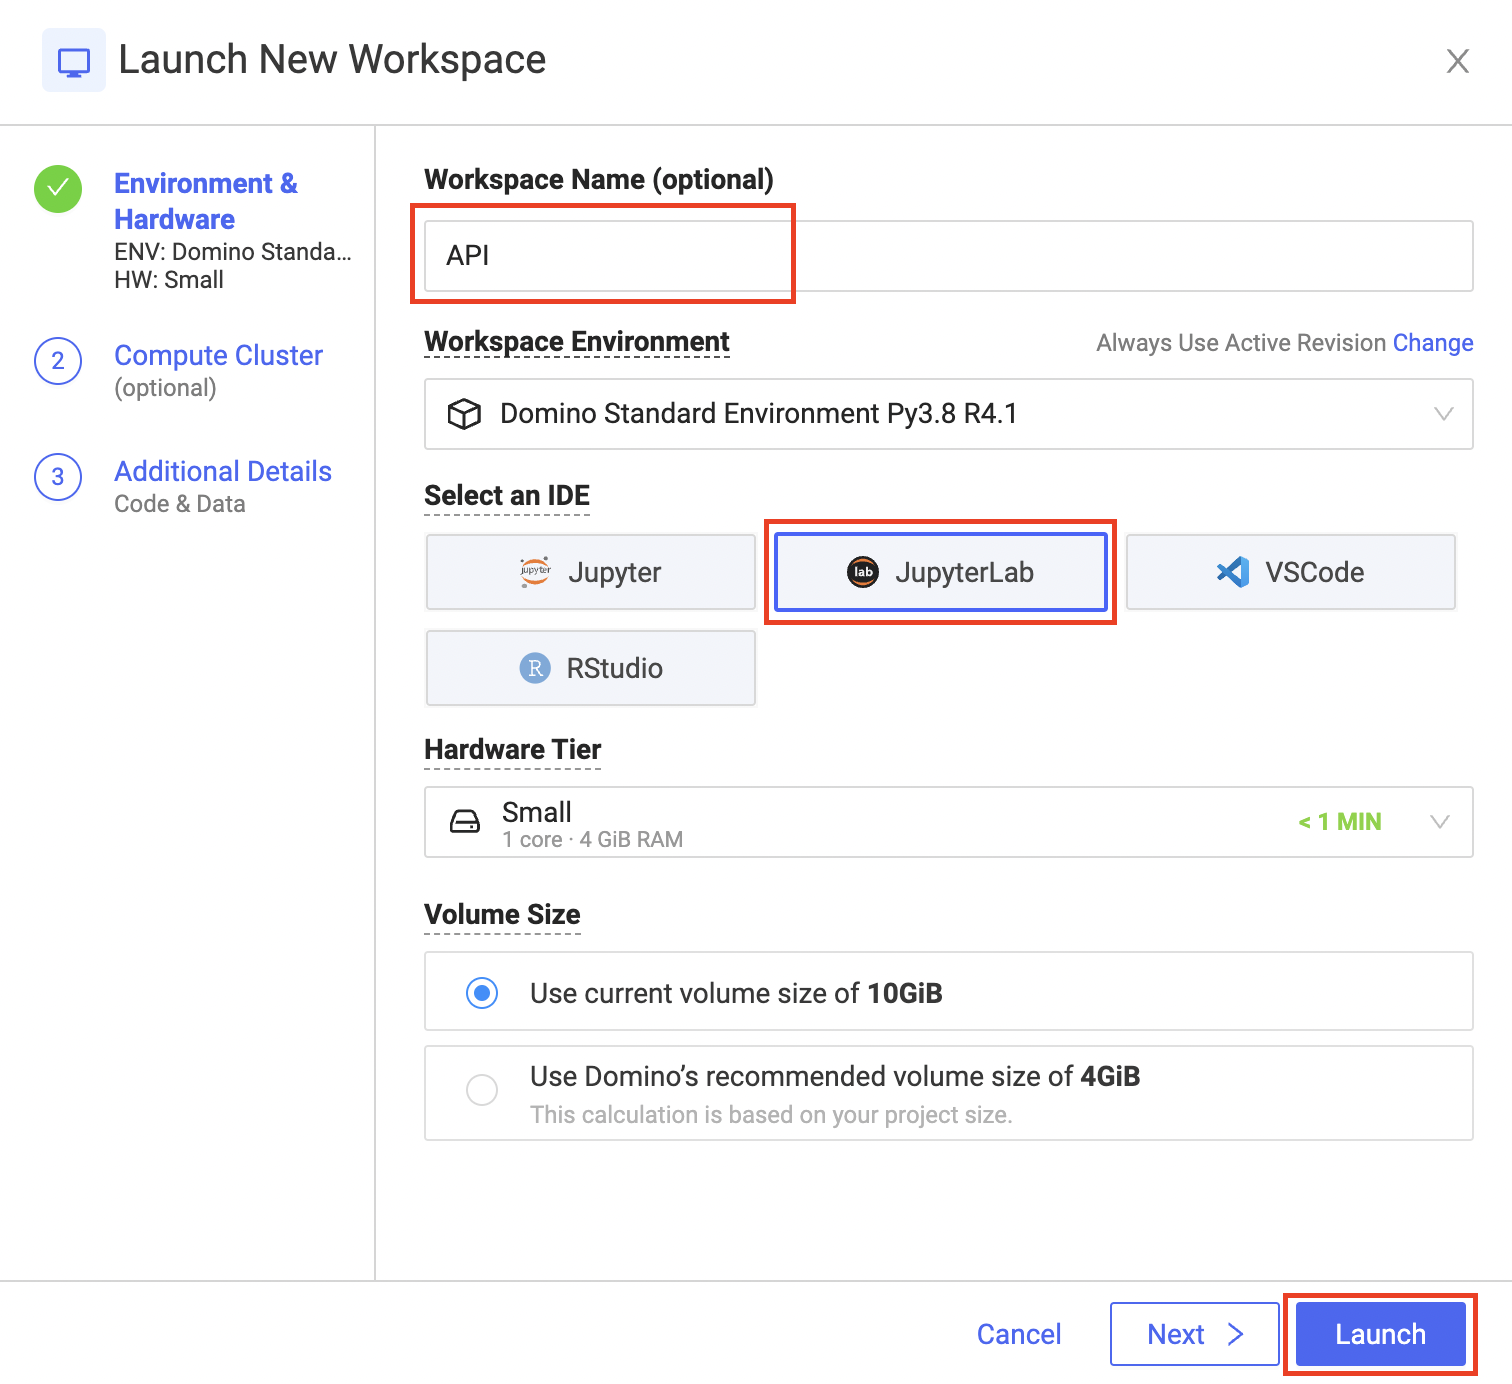 Launch New Workspace
Environment &
Hardware
ENV: Domino Standa...
HW: Small
2
Compute Cluster
(optional)
3
Additional Details
Code & Data
Workspace Name (optional)
API
Workspace Environment
Always Use Active Revision Change
Domino Standard Environment Py3.8 R4.1
Select an IDE
jupyter Jupyter
lab JupyterLab
VSCode
R RStudio
Hardware Tier
Small
1 core · 4 GiB RAM
< 1 MIN
Volume Size
Use current volume size of 10GiB
Use Domino’s recommended volume size of 4GiB
This calculation is based on your project size.
Cancel
Next
Launch